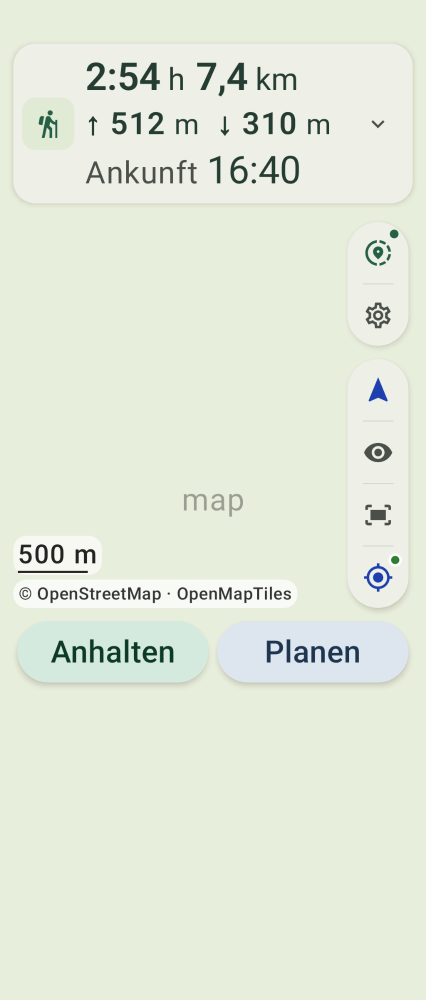 2:54 h 7,4 km
↑ 512 m ↓ 310 m
Ankunft 16:40
map
500 m
© OpenStreetMap · OpenMapTiles
Anhalten
Planen